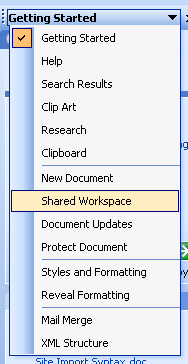 Getting Started
Getting Started
Help
Search Results
Clip Art
Research
Clipboard
New Document
Shared Workspace
Document Updates
Protect Document
Styles and Formatting
Reveal Formatting
Mail Merge
XML Structure
Site Import Syntax.doc